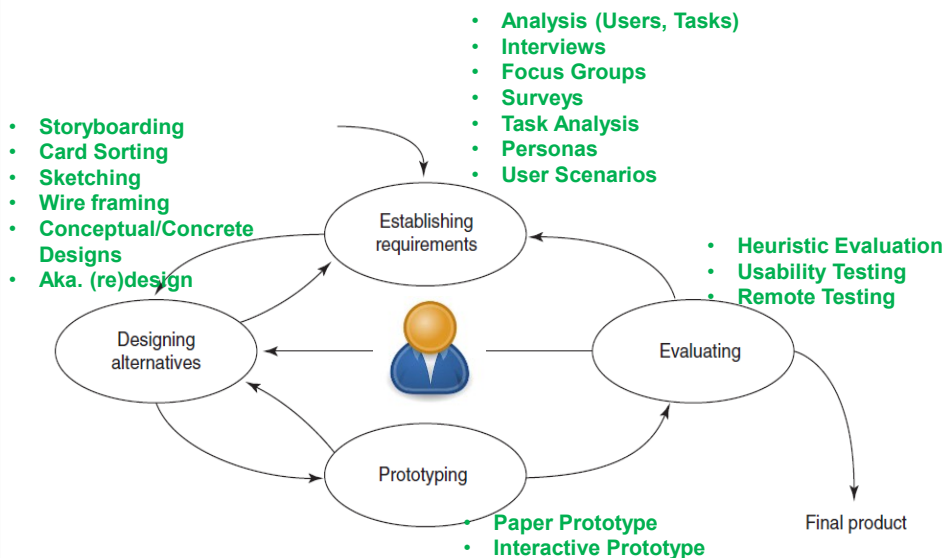 • Analysis (Users, Tasks)
• Interviews
• Focus Groups
• Surveys
• Task Analysis
• Personas
• User Scenarios
• Storyboarding
• Card Sorting
• Sketching
• Wire framing
• Conceptual/Concrete
Designs
• Aka. (re)design
Establishing
requirements
• Heuristic Evaluation
• Usability Testing
• Remote Testing
Designing
alternatives
Evaluating
Prototyping
• Paper Prototype
• Interactive Prototype
Final product